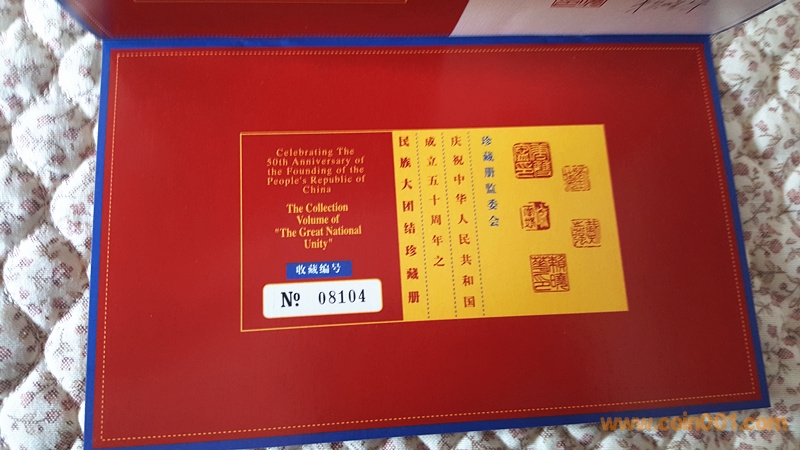 Celebrating The
50th Anniversary of
the Founding of the
People's Republic of
China
The Collection
Volume of
"The Great National
Unity"
收藏编号
№ 08104
珍藏册监委会
庆祝中华人民共和国
成立五十周年之
民族大团结珍藏册
www.coin001.com